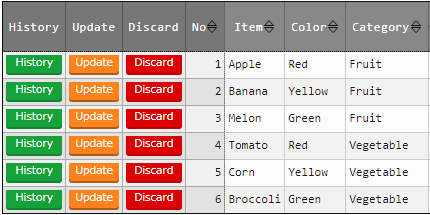 History Update Discard No Item Color Category
History Update Discard 1 Apple Red Fruit
History Update Discard 2 Banana Yellow Fruit
History Update Discard 3 Melon Green Fruit
History Update Discard 4 Tomato Red Vegetable
History Update Discard 5 Corn Yellow Vegetable
History Update Discard 6 Broccoli Green Vegetable